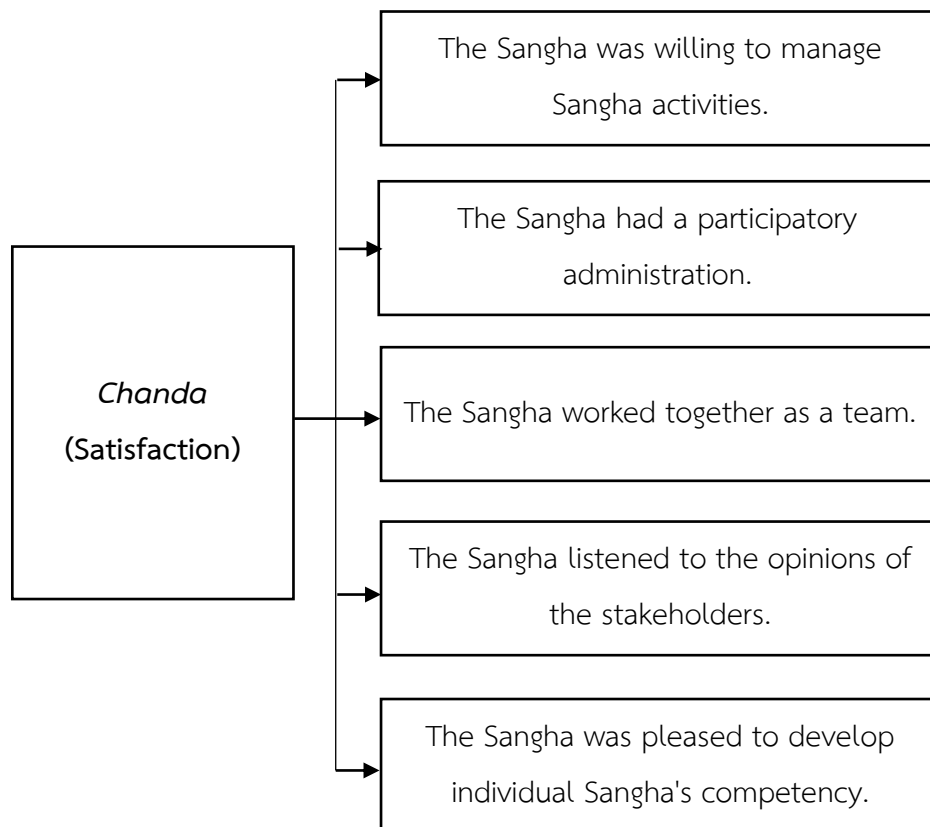 The Sangha was willing to manage
Sangha activities.
The Sangha had a participatory
administration.
Chanda
(Satisfaction)
The Sangha worked together as a team.
The Sangha listened to the opinions of
the stakeholders.
The Sangha was pleased to develop
individual Sangha's competency.